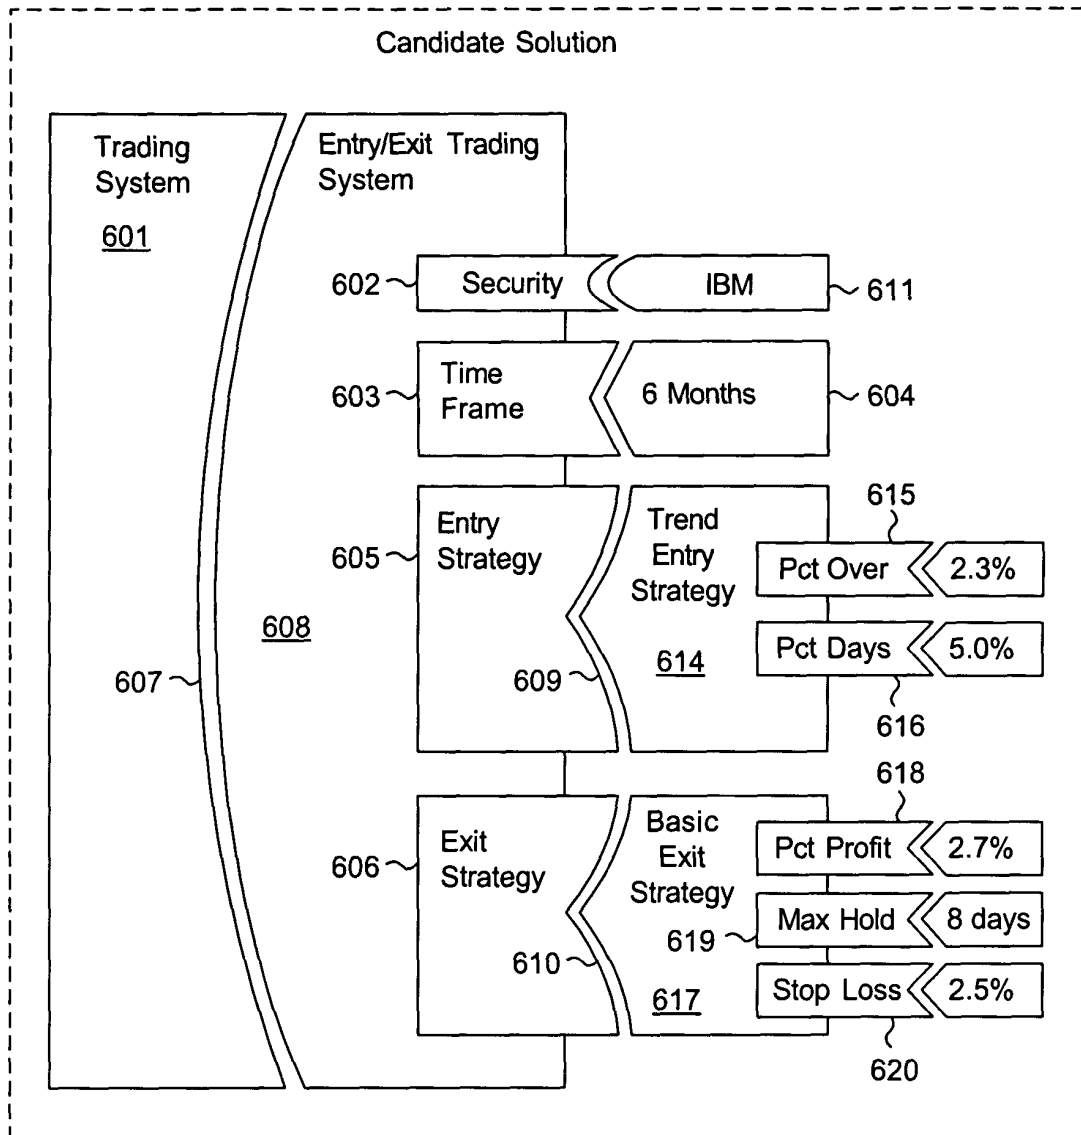 Candidate Solution
Trading
System
601
Entry/Exit Trading
System
602
Security
IBM
611
603
Time
Frame
6 Months
604
605
Entry
Strategy
Trend
Entry
Strategy
615
Pct Over
2.3%
608
607
609
614
Pct Days
5.0%
616
606
Exit
Strategy
Basic
Exit
Strategy
618
Pct Profit
2.7%
619
Max Hold
8 days
610
617
Stop Loss
2.5%
620